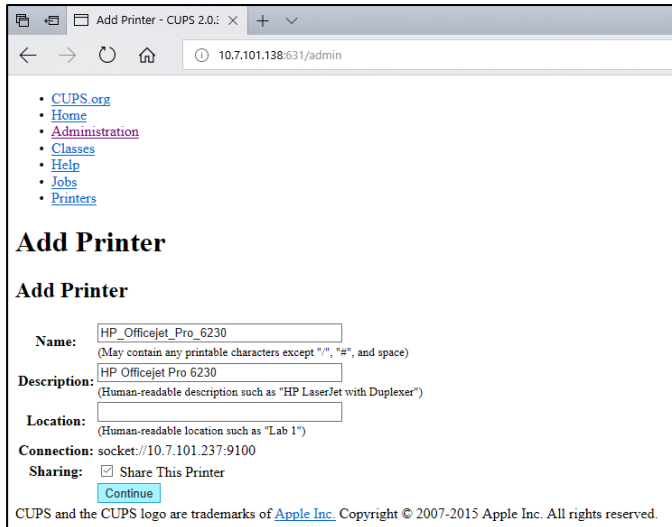 Add Printer - CUPS 2.0.:
10.7.101.138:631/admin
CUPS.org
Home
Administration
Classes
Help
Jobs
Printers
Add Printer
Add Printer
Name: HP_Officejet_Pro_6230
(May contain any printable characters except "/", "#", and space)
Description: HP Officejet Pro 6230
(Human-readable description such as "HP LaserJet with Duplexer")
Location:
(Human-readable location such as "Lab 1")
Connection: socket://10.7.101.237:9100
Sharing: Share This Printer
Continue
CUPS and the CUPS logo are trademarks of Apple Inc. Copyright © 2007-2015 Apple Inc. All rights reserved.